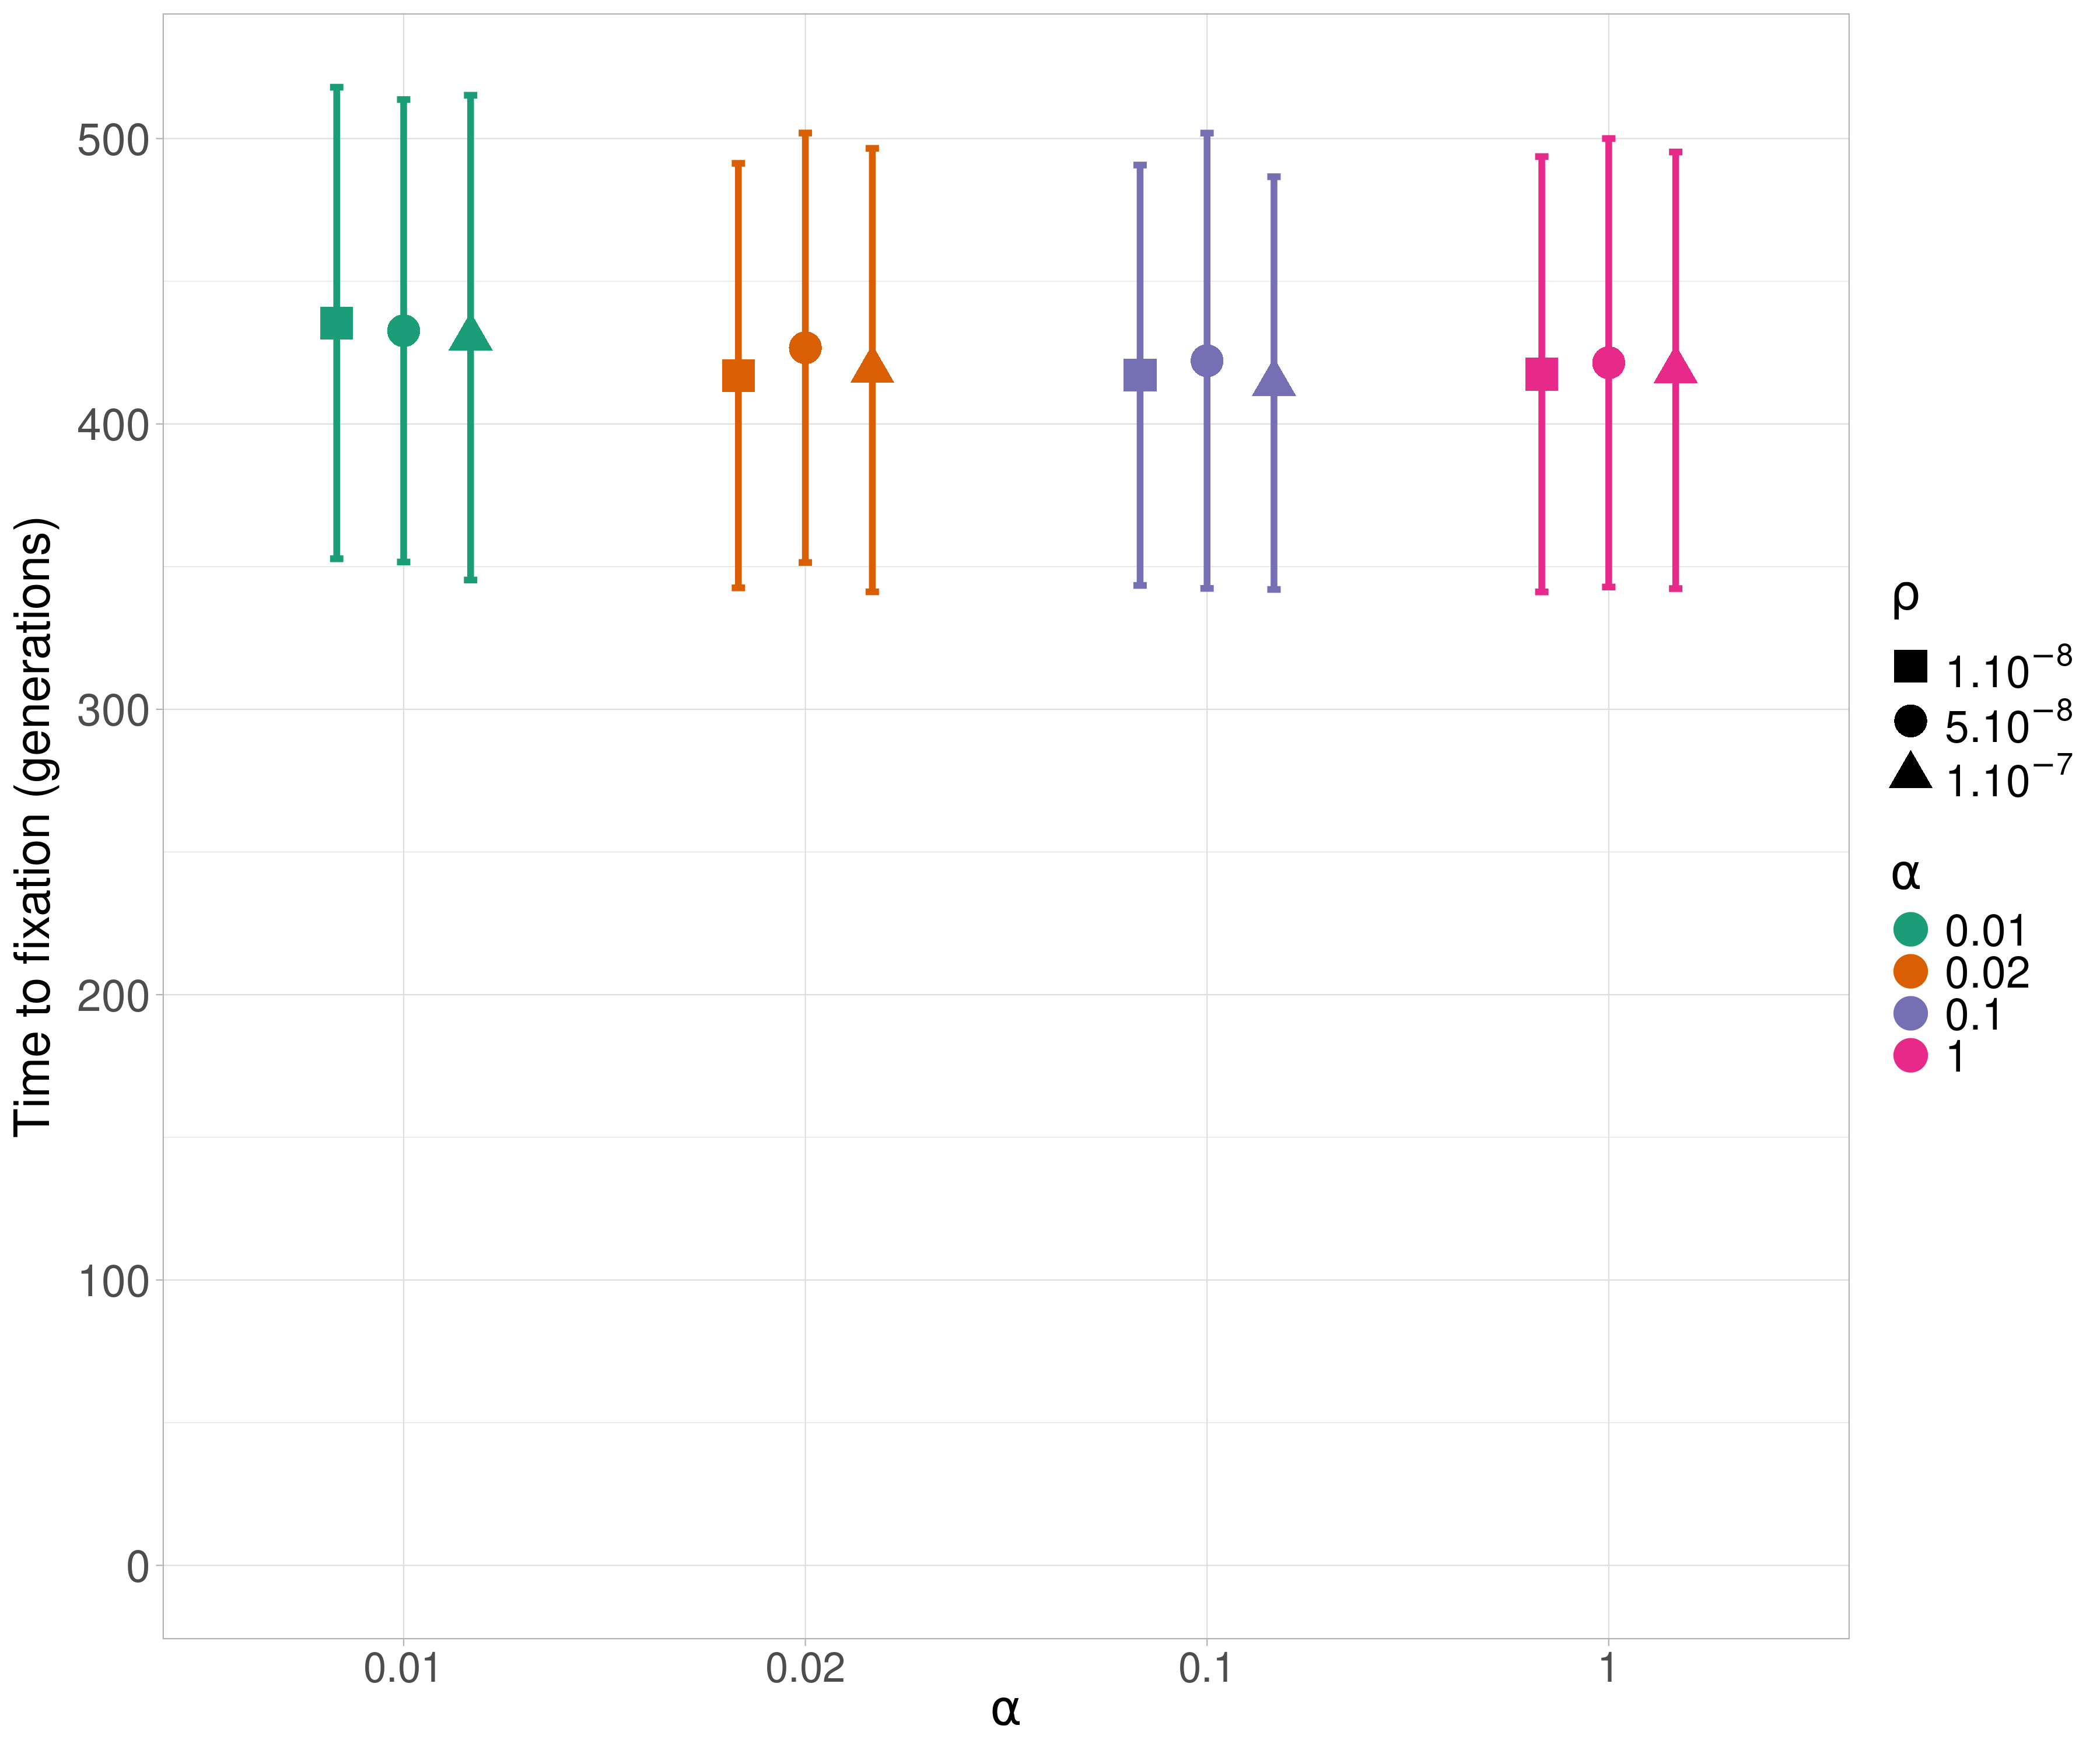 Time to fixation (generations)
500
400
300
200
100
0
0.01 0.02 0.1 1
α
ρ
1.10⁻⁸
5.10⁻⁸
1.10⁻⁷
α
0.01
0.02
0.1
1